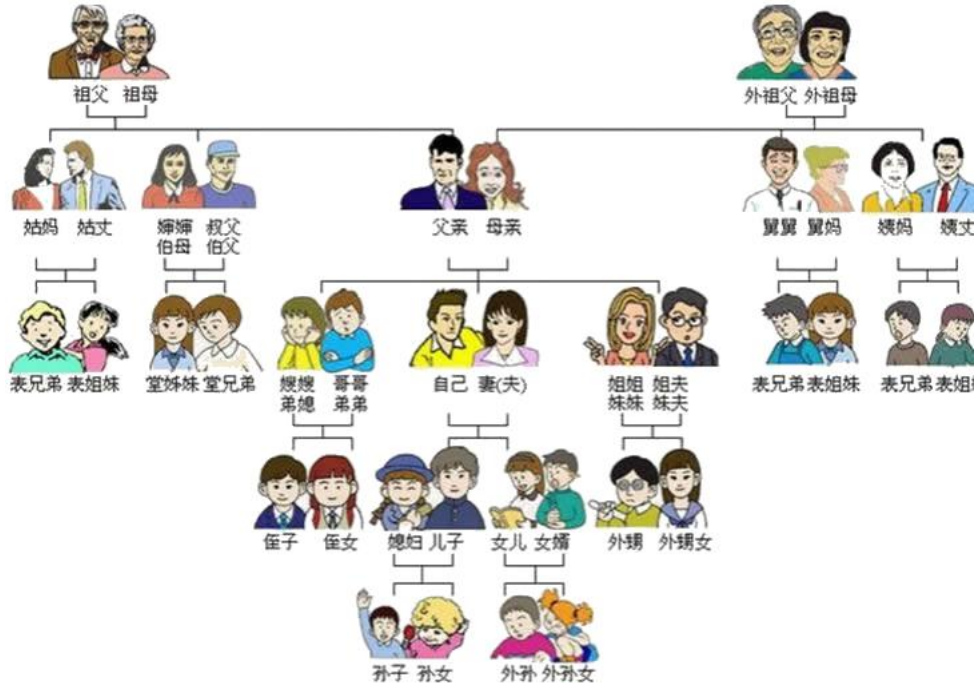 祖父 祖母
外祖父 外祖母
姑妈 姑丈
婶婶 叔父
伯母 伯父
父亲 母亲
舅舅 舅妈
姨妈 姨丈
表兄弟 表姐妹
堂姊妹 堂兄弟
嫂嫂 哥哥
弟媳 弟弟
自己 妻(夫)
姐姐 姐夫
妹妹 妹夫
表兄弟 表姐妹
表兄弟 表姐妹
侄子 侄女
媳妇 儿子
女儿 女婿
外甥 外甥女
孙子 孙女
外孙 外孙女